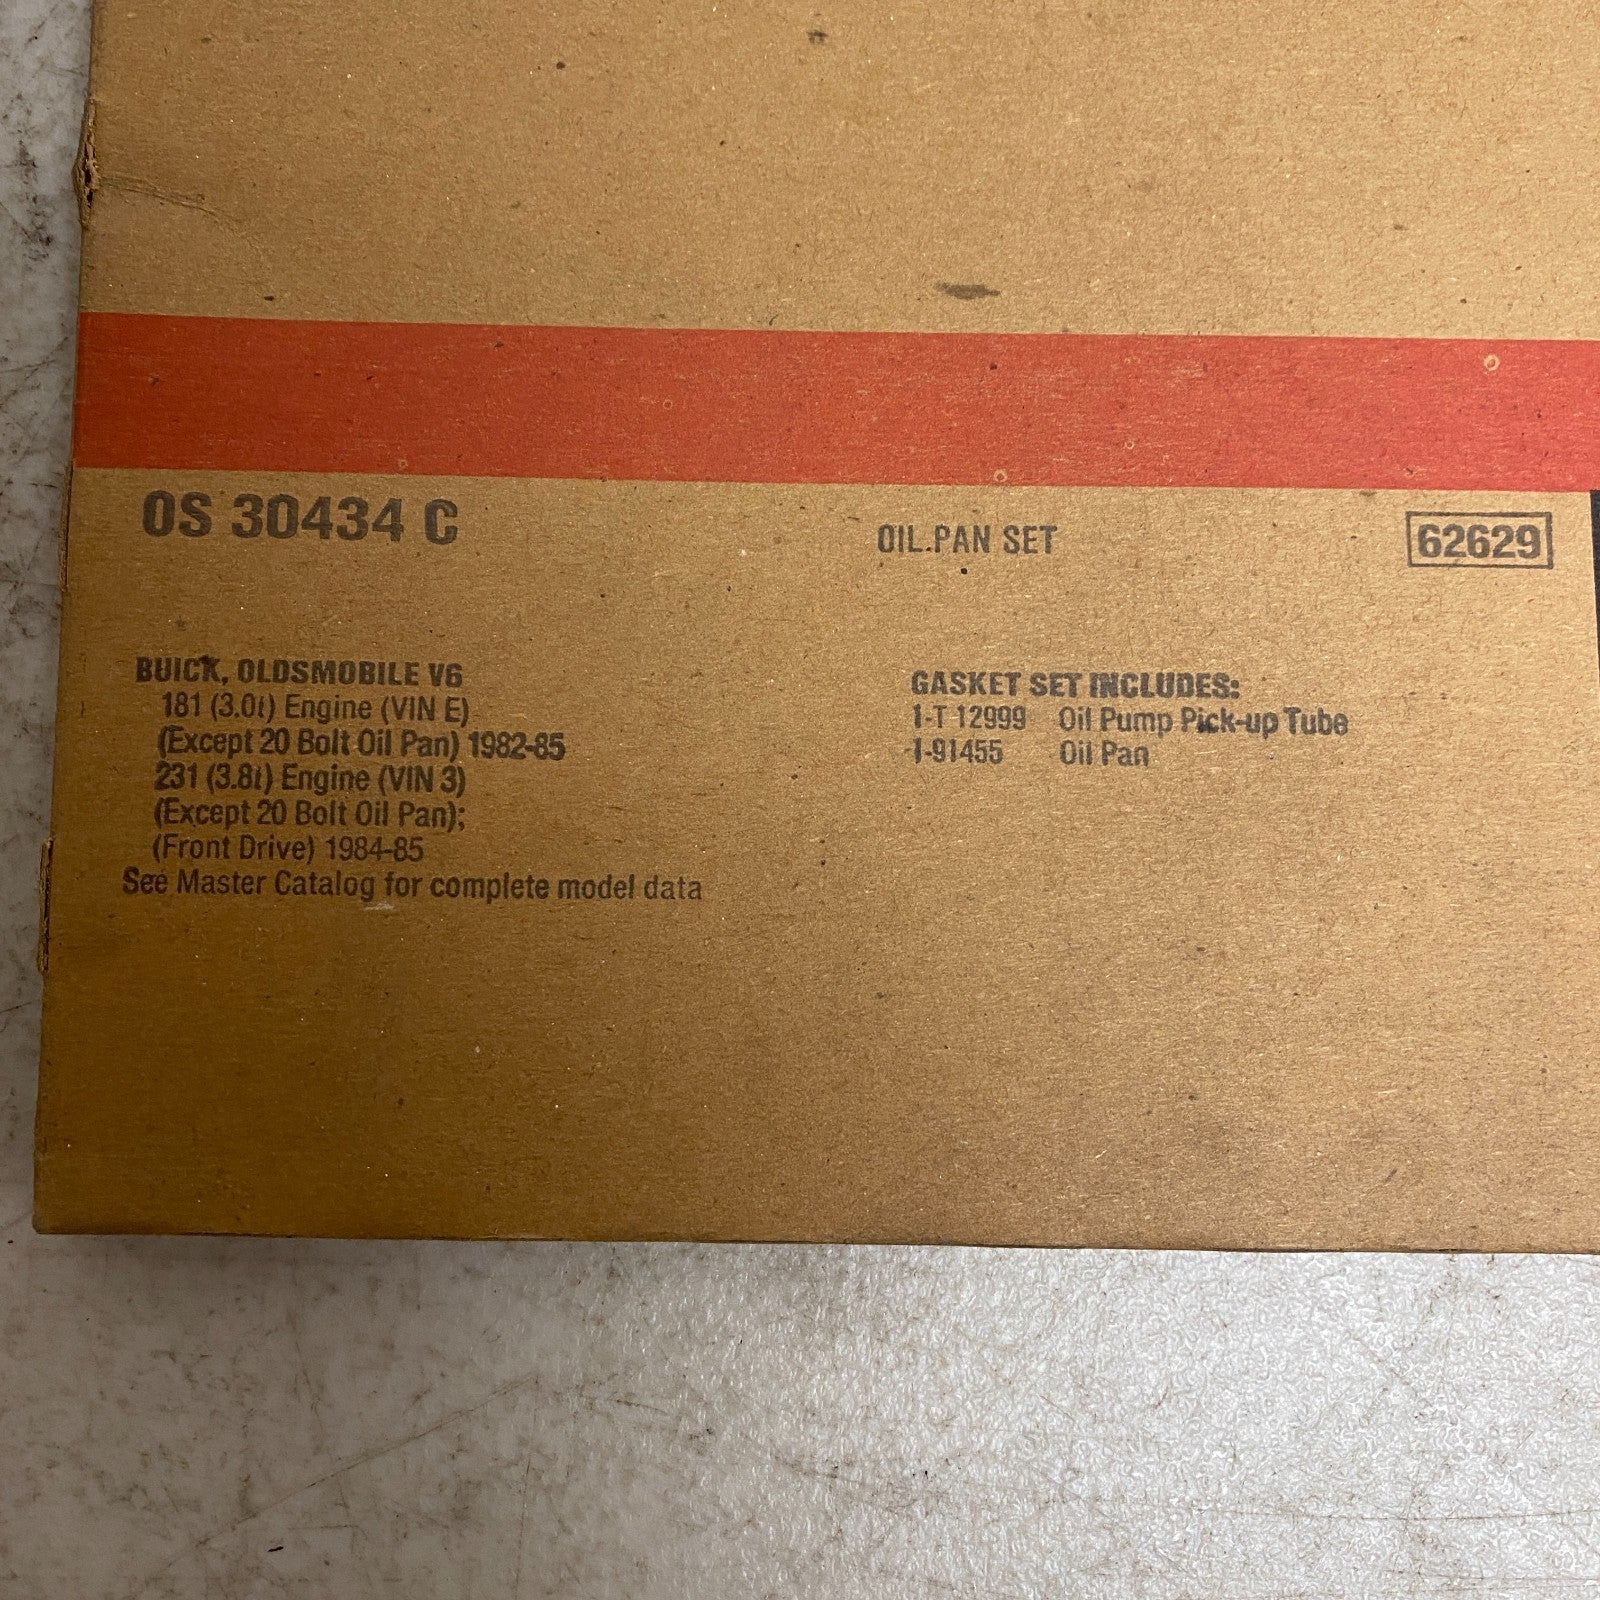 OS 30434 C
OIL.PAN SET
62629
BUICK, OLDSMOBILE V6
181 (3.0ℓ) Engine (VIN E)
(Except 20 Bolt Oil Pan) 1982-85
231 (3.8ℓ) Engine (VIN 3)
(Except 20 Bolt Oil Pan);
(Front Drive) 1984-85
See Master Catalog for complete model data
GASKET SET INCLUDES:
1-T 12999 Oil Pump Pick-up Tube
1-91455 Oil Pan